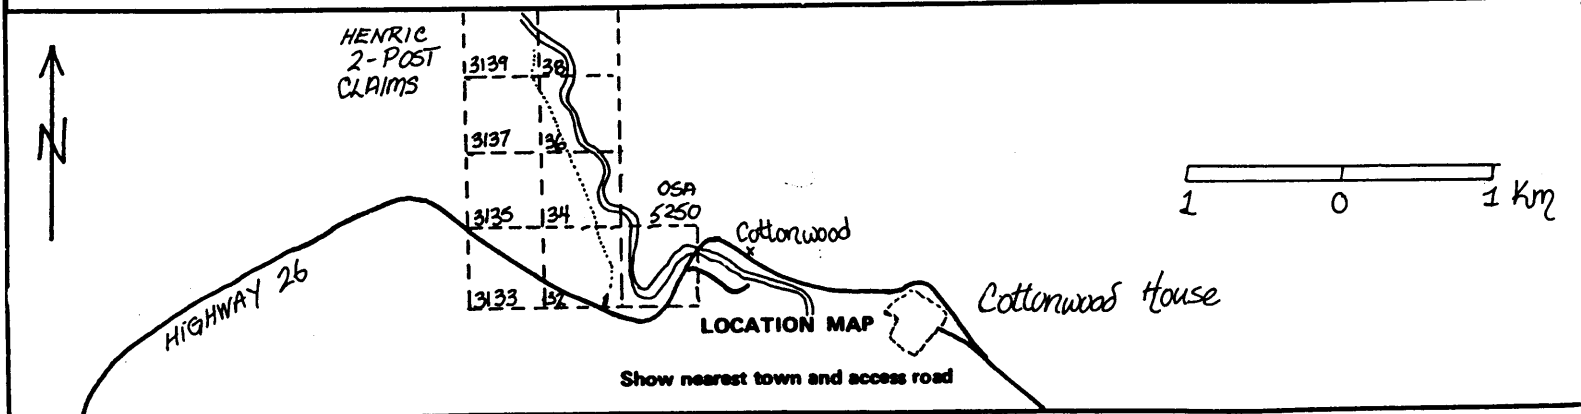 HENRIC
2-POST
CLAIMS
N
3139 38
3137 36
3135 34
3133 32
OSA
5250
Cottonwood
HIGHWAY 26
1 0 1 Km
Cottonwood House
LOCATION MAP
Show nearest town and access road